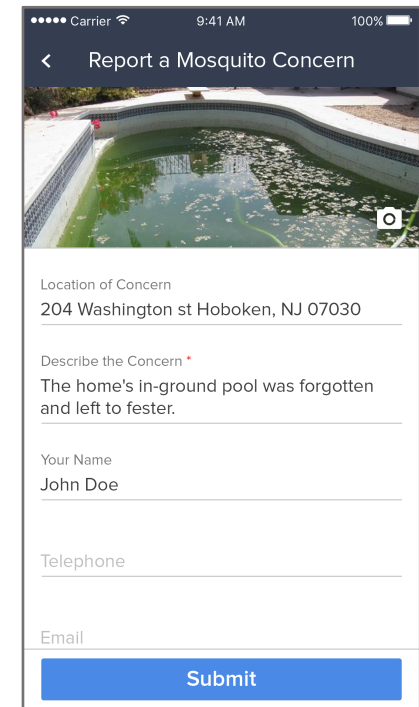 Carrier 9:41 AM 100%
Report a Mosquito Concern
Location of Concern
204 Washington st Hoboken, NJ 07030
Describe the Concern *
The home's in-ground pool was forgotten
and left to fester.
Your Name
John Doe
Telephone
Email
Submit